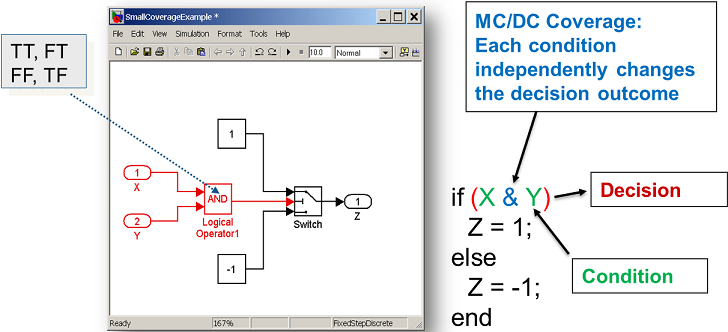 TT, FT
FF, TF
SmallCoverageExample *
File Edit View Simulation Format Tools Help
10.0 Normal
1
1
X
AND
2
Y
Logical
Operator1
Switch
1
Z
-1
Ready 167% FixedStepDiscrete
MC/DC Coverage:
Each condition
independently changes
the decision outcome
if (X & Y)
Z = 1;
else
Z = -1;
end
Decision
Condition